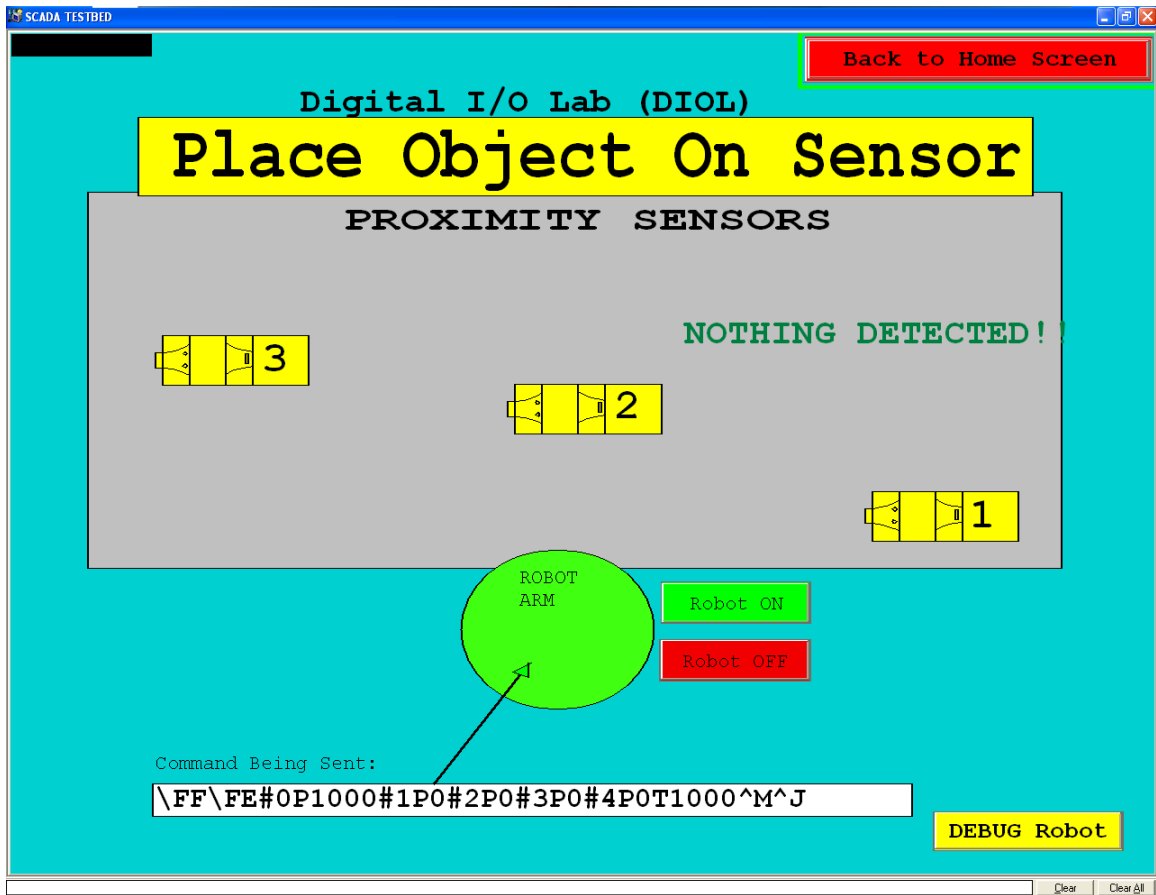 SCADA TESTBED
Back to Home Screen
Digital I/O Lab (DIOL)
Place Object On Sensor
PROXIMITY SENSORS
NOTHING DETECTED!!
3
2
1
ROBOT
ARM
Robot ON
Robot OFF
Command Being Sent:
\FF\FE#0P1000#1P0#2P0#3P0#4P0T1000^M^J
DEBUG Robot
Clear
Clear All